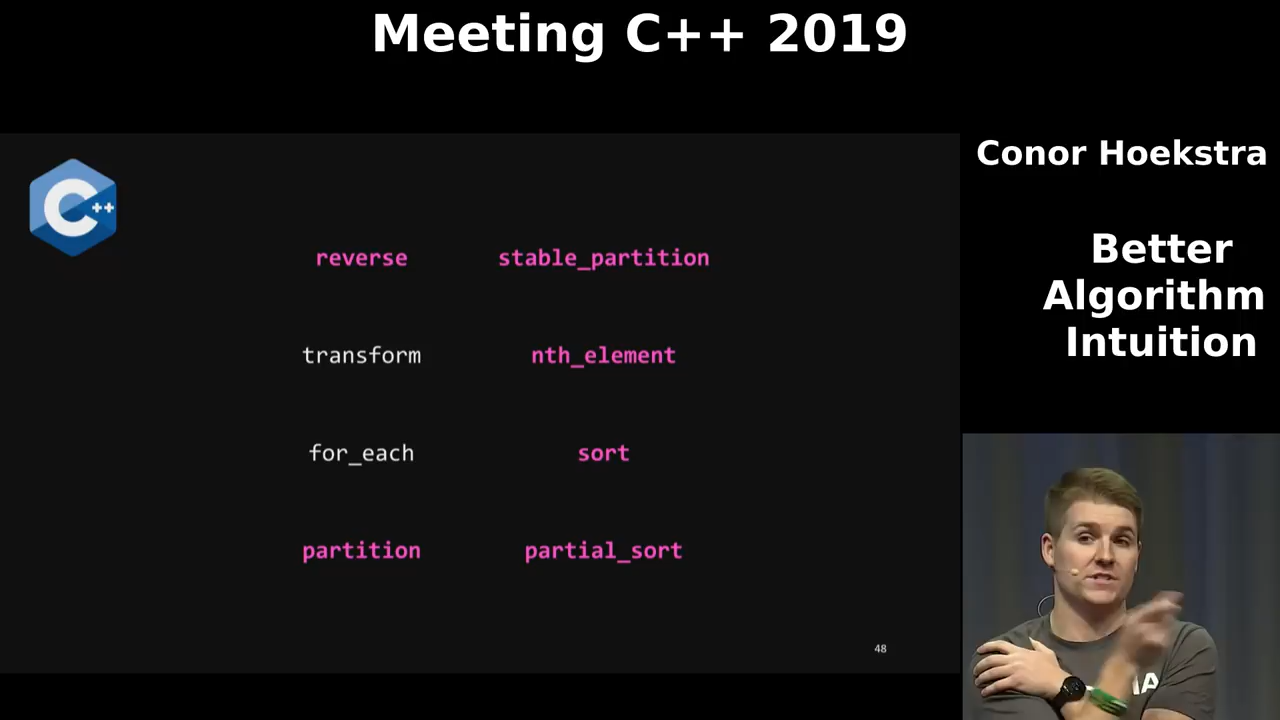 Meeting C++ 2019
Conor Hoekstra
Better
Algorithm
Intuition
C++
reverse stable_partition
transform nth_element
for_each sort
partition partial_sort
48